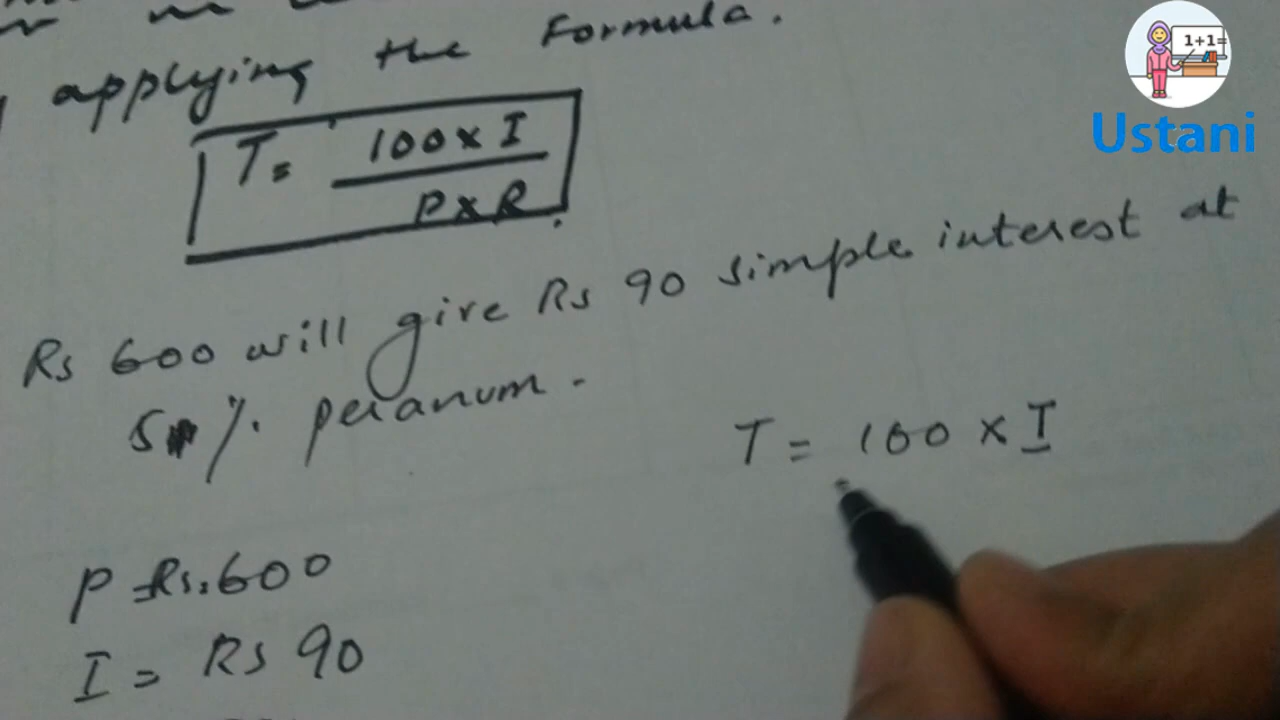 applying the Formula.
T= 100 x I
P x R
Rs 600 will give Rs 90 simple interest at
5 %. peranum.
T = 100 x I
P =Rs.600
I = Rs 90
1+1=
Ustani